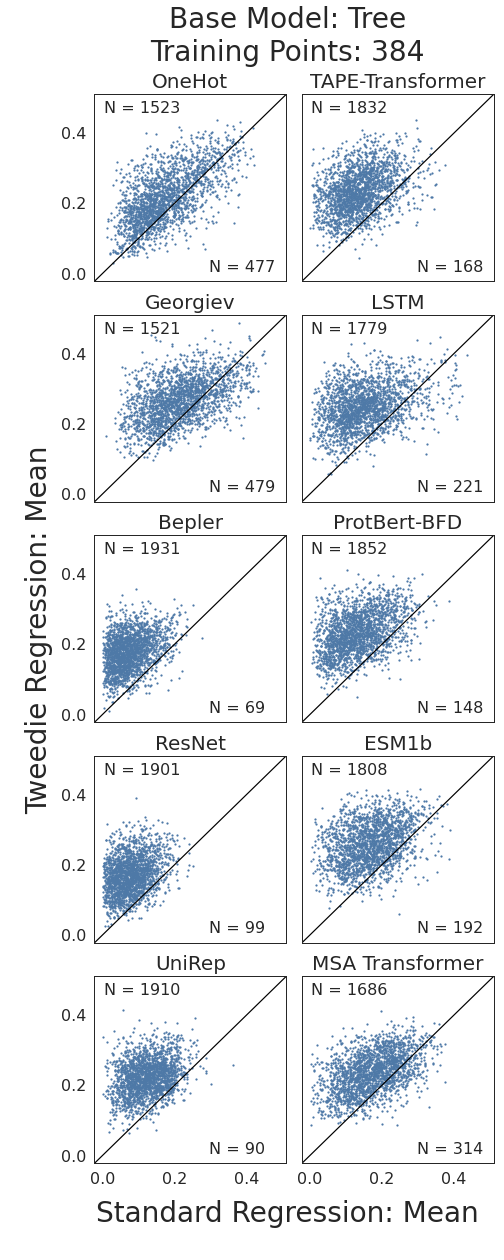 Base Model: Tree
Training Points: 384
OneHot
TAPE-Transformer
N = 1523
N = 1832
0.4
0.2
0.0
N = 477
N = 168
Georgiev
LSTM
N = 1521
N = 1779
0.4
0.2
0.0
N = 479
N = 221
Tweedie Regression: Mean
Bepler
ProtBert-BFD
N = 1931
N = 1852
0.4
0.2
0.0
N = 69
N = 148
ResNet
ESM1b
N = 1901
N = 1808
0.4
0.2
0.0
N = 99
N = 192
UniRep
MSA Transformer
N = 1910
N = 1686
0.4
0.2
0.0
N = 90
N = 314
0.0 0.2 0.4
0.0 0.2 0.4
Standard Regression: Mean